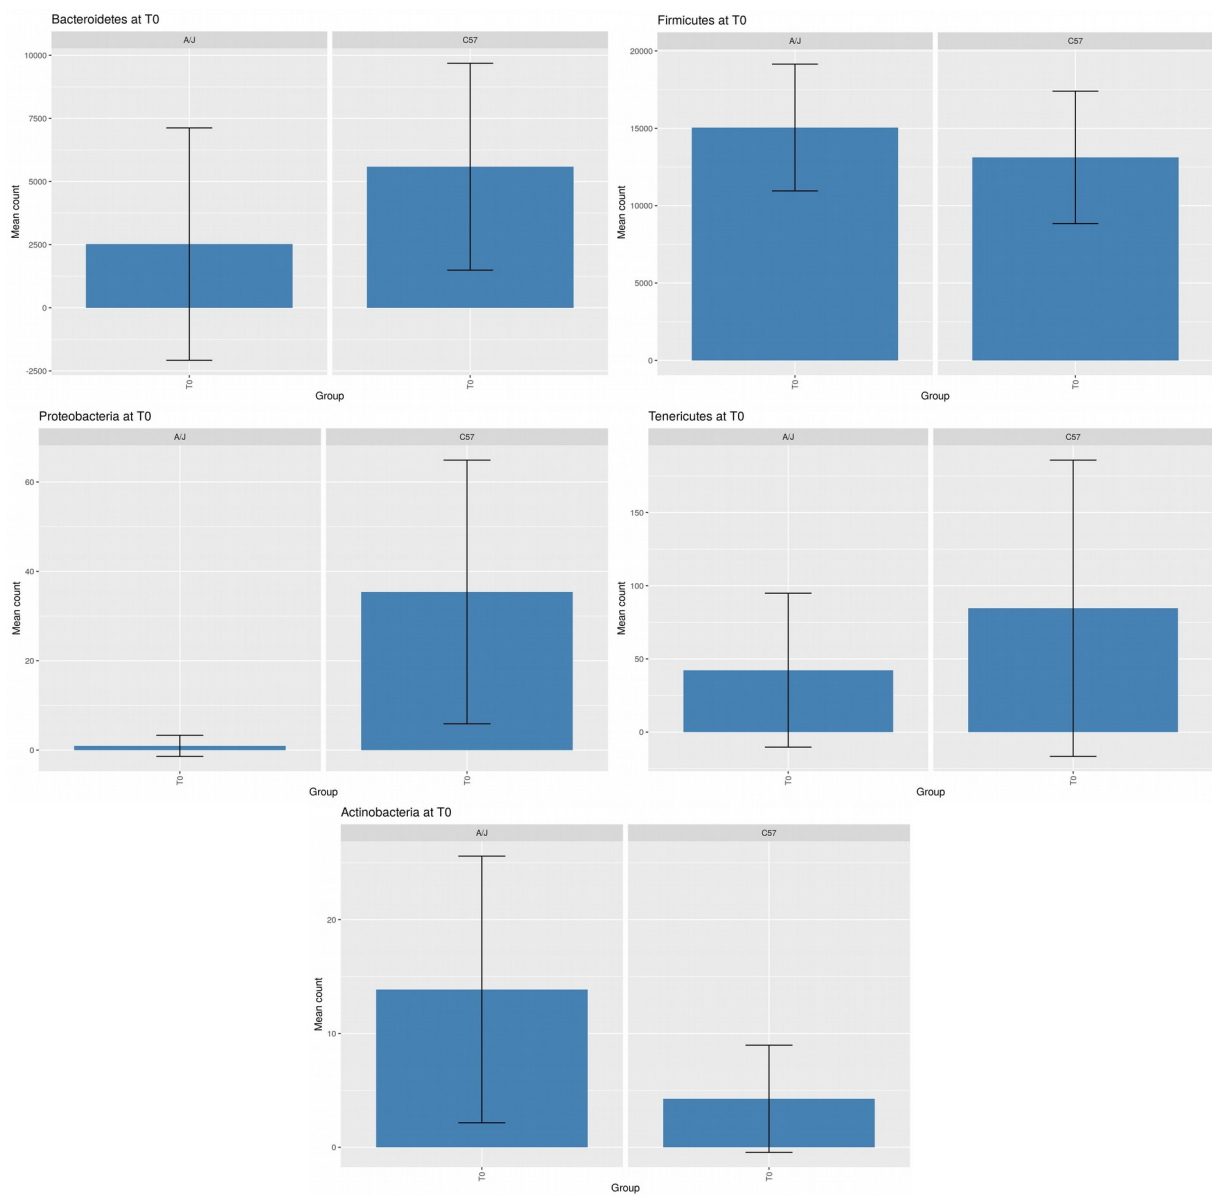 Bacteroidetes at T0
A/J
C57
10000
7500
5000
2500
0
-2500
Mean count
T0
T0
Group
Firmicutes at T0
A/J
C57
20000
15000
10000
5000
0
Mean count
T0
T0
Group
Proteobacteria at T0
A/J
C57
60
40
20
0
Mean count
T0
T0
Group
Tenericutes at T0
A/J
C57
150
100
50
0
Mean count
T0
T0
Group
Actinobacteria at T0
A/J
C57
20
10
0
Mean count
T0
T0
Group